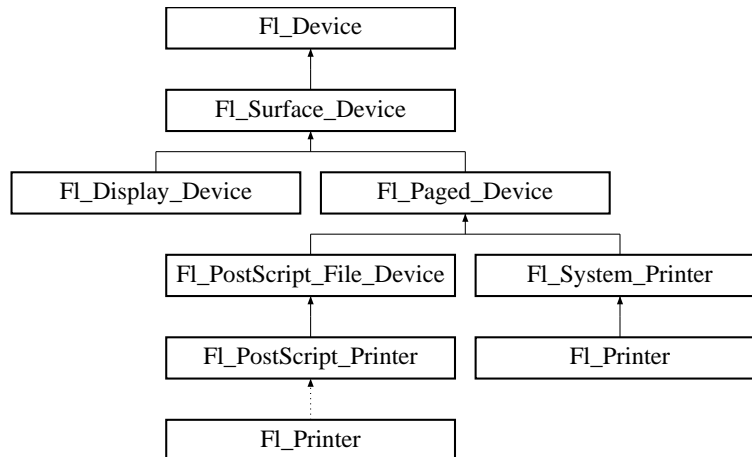 Fl_Device
Fl_Surface_Device
Fl_Display_Device
Fl_Paged_Device
Fl_PostScript_File_Device
Fl_System_Printer
Fl_PostScript_Printer
Fl_Printer
Fl_Printer